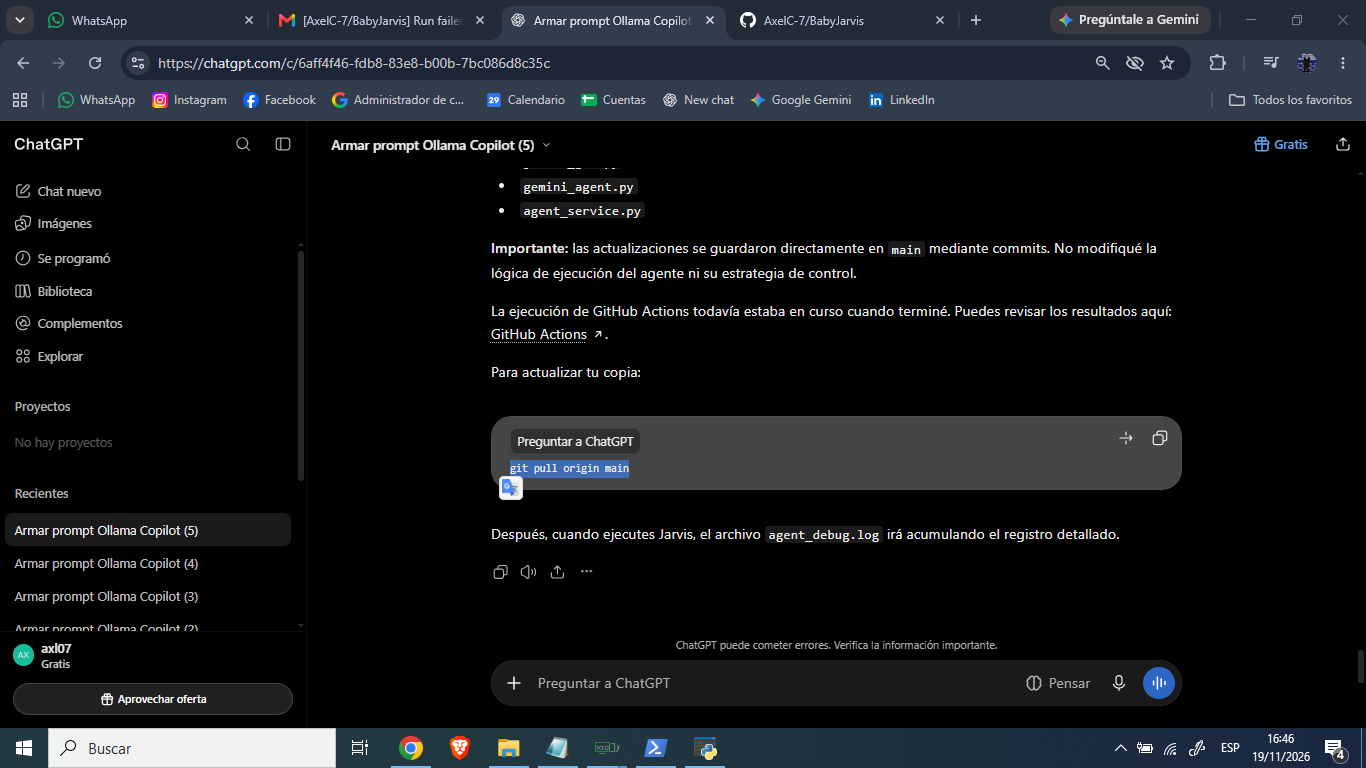 WhatsApp
[AxelC-7/BabyJarvis] Run failed
Armar prompt Ollama Copilot
AxelC-7/BabyJarvis
Pregúntale a Gemini
https://chatgpt.com/c/6aff4f46-fdb8-83e8-b00b-7bc086d8c35c
WhatsApp
Instagram
Facebook
Administrador de c...
29
Calendario
Cuentas
New chat
Google Gemini
LinkedIn
Todos los favoritos
ChatGPT
Chat nuevo
Imágenes
Se programó
Biblioteca
Complementos
Explorar
Proyectos
No hay proyectos
Recientes
Armar prompt Ollama Copilot (5)
Armar prompt Ollama Copilot (4)
Armar prompt Ollama Copilot (3)
Armar prompt Ollama Copilot (2)
AX
axl07
Gratis
Aprovechar oferta
Armar prompt Ollama Copilot (5)
Gratis
gemini_agent.py
agent_service.py
Importante: las actualizaciones se guardaron directamente en main mediante commits. No modifiqué la
lógica de ejecución del agente ni su estrategia de control.
La ejecución de GitHub Actions todavía estaba en curso cuando terminé. Puedes revisar los resultados aquí:
GitHub Actions ↗.
Para actualizar tu copia:
Preguntar a ChatGPT
git pull origin main
Después, cuando ejecutes Jarvis, el archivo agent_debug.log irá acumulando el registro detallado.
ChatGPT puede cometer errores. Verifica la información importante.
Preguntar a ChatGPT
Pensar
Buscar
ESP
16:46
19/11/2026
4